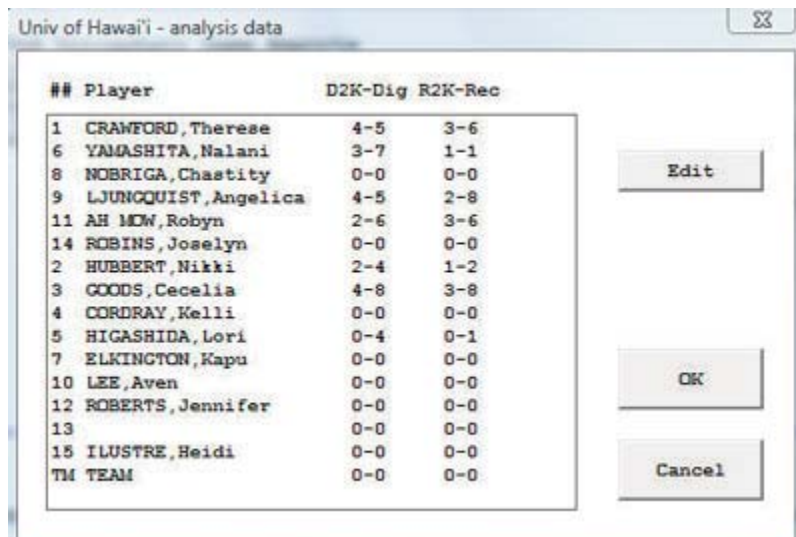 Univ of Hawai'i - analysis data
## Player D2K-Dig R2K-Rec
1 CRAWFORD,Therese 4-5 3-6
6 YAMASHITA,Nalani 3-7 1-1
8 NOBRIGA,Chastity 0-0 0-0
9 LJUNGQUIST,Angelica 4-5 2-8
11 AH MOW,Robyn 2-6 3-6
14 ROBINS,Joselyn 0-0 0-0
2 HUBBERT,Nikki 2-4 1-2
3 GOODS,Cecelia 4-8 3-8
4 CORDRAY,Kelli 0-0 0-0
5 HIGASHIDA,Lori 0-4 0-1
7 ELKINGTON,Kapu 0-0 0-0
10 LEE,Aven 0-0 0-0
12 ROBERTS,Jennifer 0-0 0-0
13 0-0 0-0
15 ILUSTRE,Heidi 0-0 0-0
TM TEAM 0-0 0-0
Edit
OK
Cancel